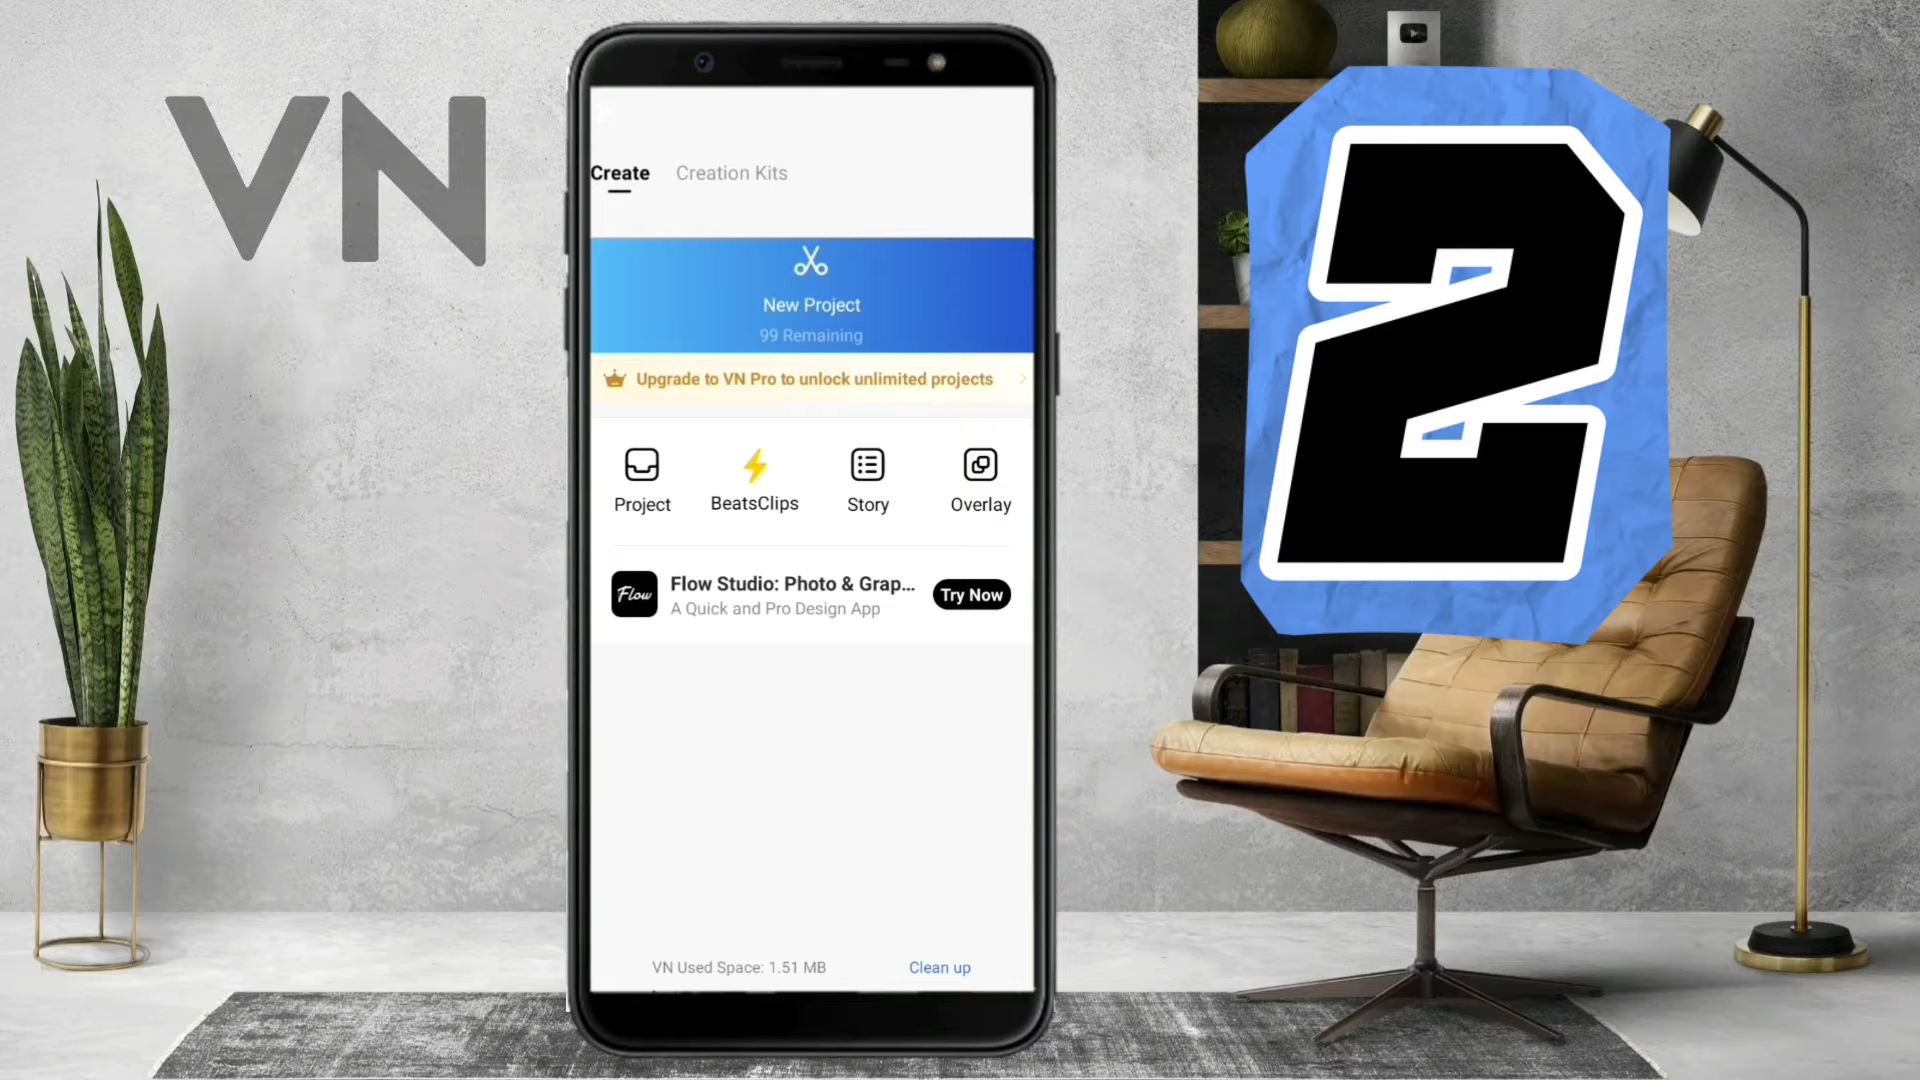 VN
Create Creation Kits
New Project
99 Remaining
Upgrade to VN Pro to unlock unlimited projects
Project BeatsClips Story Overlay
Flow
Flow Studio: Photo & Grap...
A Quick and Pro Design App
Try Now
VN Used Space: 1.51 MB Clean up
2